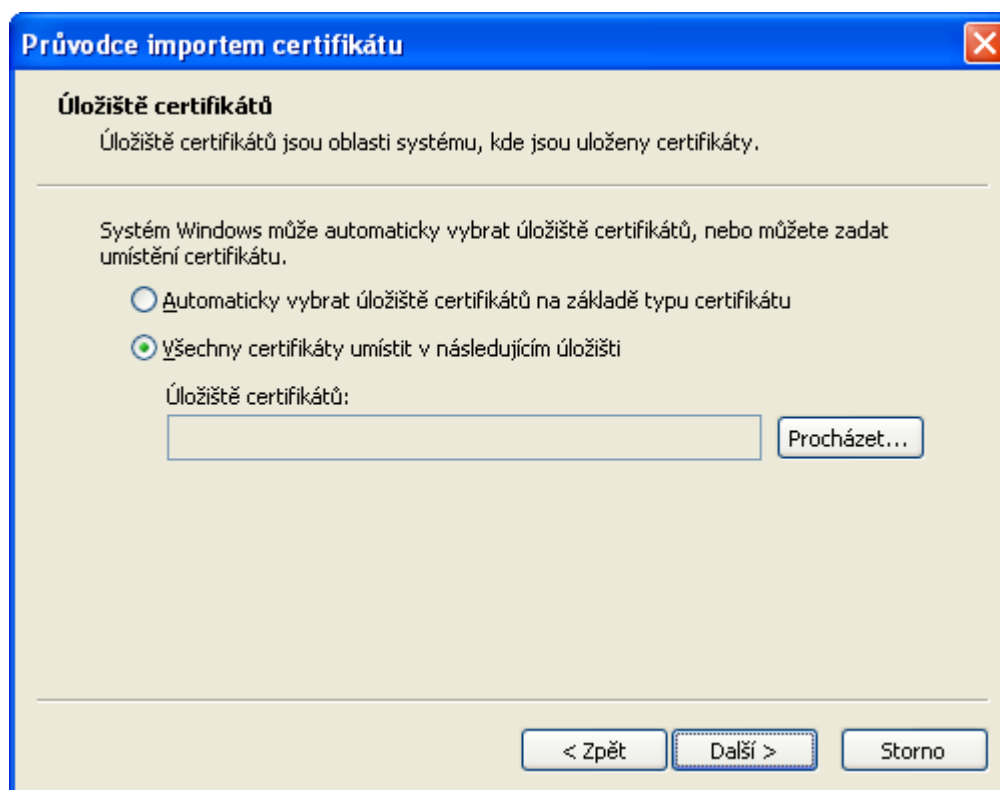 Průvodce importem certifikátu
Úložiště certifikátů
Úložiště certifikátů jsou oblasti systému, kde jsou uloženy certifikáty.
Systém Windows může automaticky vybrat úložiště certifikátů, nebo můžete zadat
umístění certifikátu.
Automaticky vybrat úložiště certifikátů na základě typu certifikátu
Všechny certifikáty umístit v následujícím úložišti
Úložiště certifikátů:
Procházet...
< Zpět
Další >
Storno